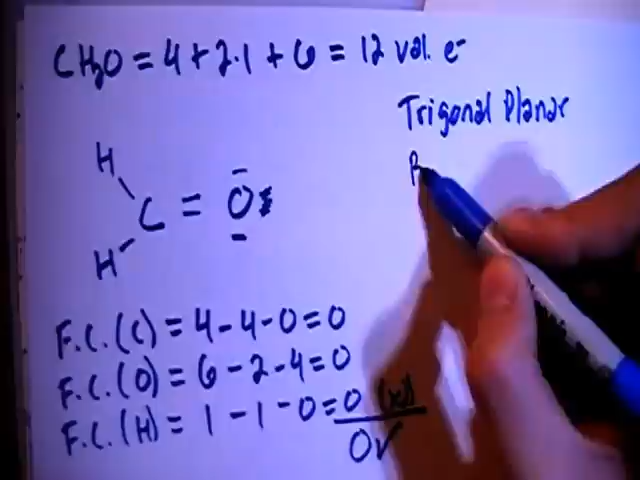 CH₂O = 4 + 2·1 + 6 = 12 val. e⁻
Trigonal Planar
H
C = O
H
F.C. (C) = 4 - 4 - 0 = 0
F.C. (O) = 6 - 2 - 4 = 0
F.C. (H) = 1 - 1 - 0 = 0 (x2)
0✓